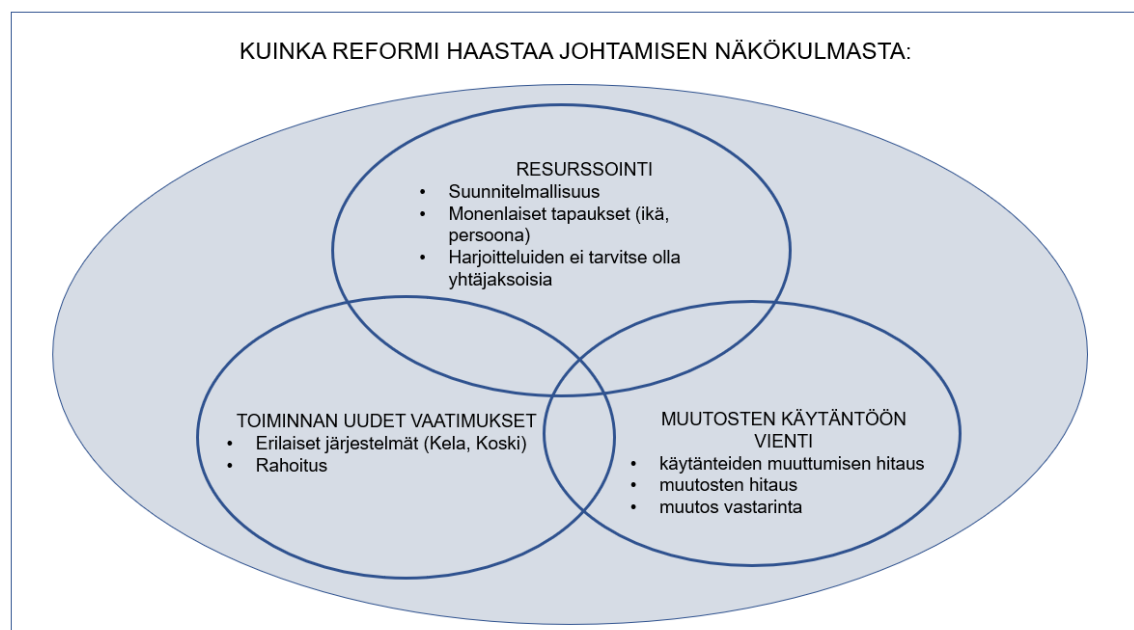 KUINKA REFORMI HAASTAA JOHTAMISEN NÄKÖKULMASTA:
RESURSSOINTI
• Suunnitelmallisuus
• Monenlaiset tapaukset (ikä,
persoona)
• Harjoitteluiden ei tarvitse olla
yhtäjaksoisia
TOIMINNAN UUDET VAATIMUKSET
• Erilaiset järjestelmät (Kela, Koski)
• Rahoitus
MUUTOSTEN KÄYTÄNTÖÖN
VIENTI
• käytänteiden muuttumisen hitaus
• muutosten hitaus
• muutos vastarinta